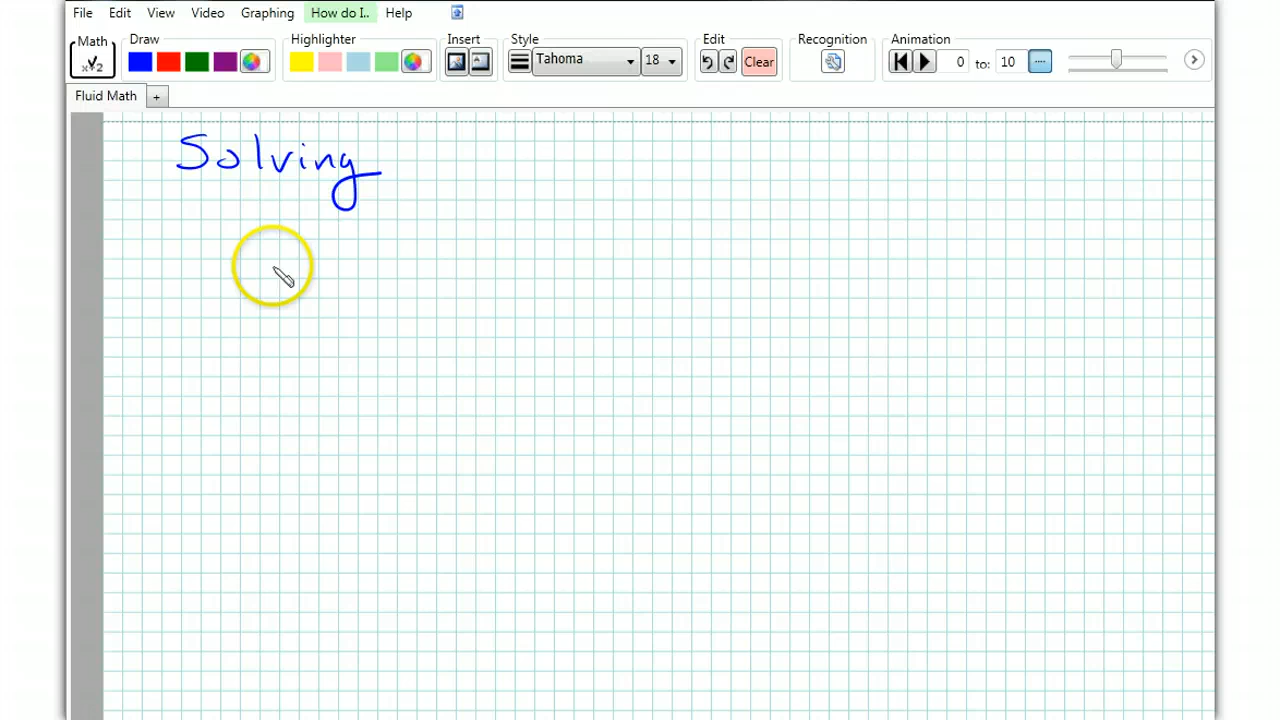 File Edit View Video Graphing How do I.. Help
Math Draw Highlighter Insert Style Edit Recognition Animation
x√2 Tahoma 18 Clear 0 to: 10
Fluid Math +
Solving